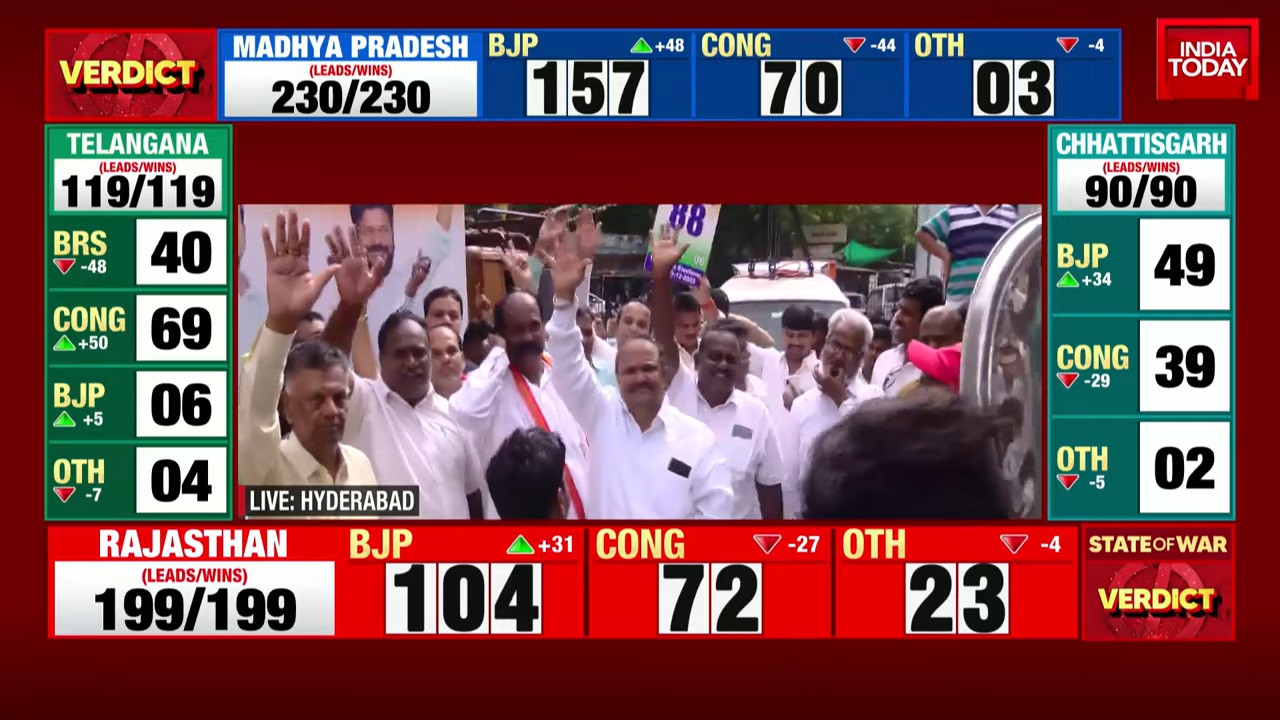 VERDICT
MADHYA PRADESH
(LEADS/WINS)
230/230
BJP
+48
157
CONG
-44
70
OTH
-4
03
INDIA
TODAY
TELANGANA
(LEADS/WINS)
119/119
BRS
-48
40
CONG
+50
69
BJP
+5
06
OTH
-7
04
88
LIVE: HYDERABAD
CHHATTISGARH
(LEADS/WINS)
90/90
BJP
+34
49
CONG
-29
39
OTH
-5
02
RAJASTHAN
(LEADS/WINS)
199/199
BJP
+31
104
CONG
-27
72
OTH
-4
23
STATE OF WAR
VERDICT